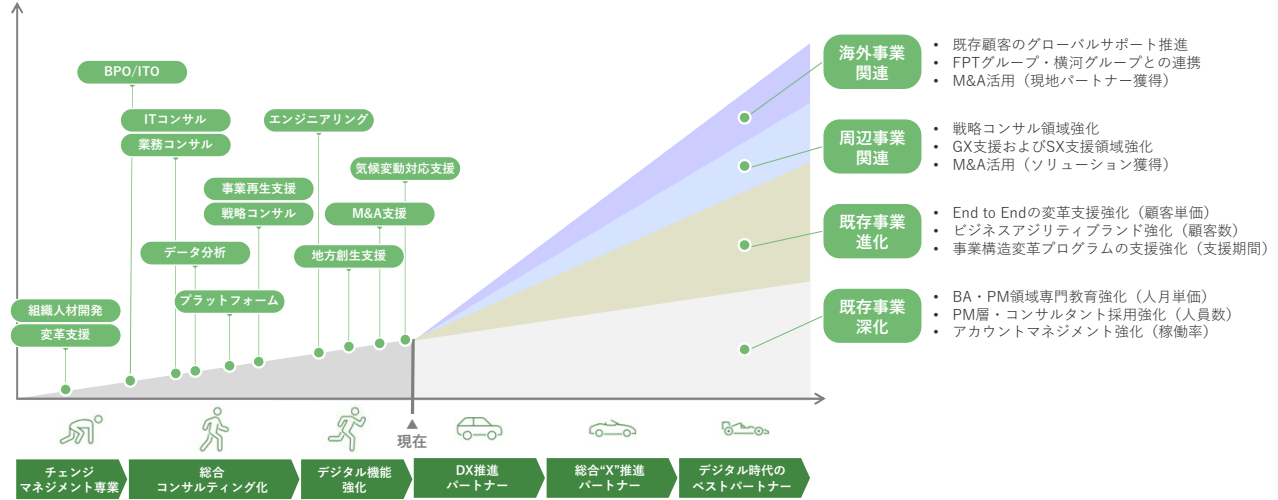 BPO/ITO
ITコンサル
業務コンサル
エンジニアリング
気候変動対応支援
事業再生支援
戦略コンサル
M&A支援
データ分析
地方創生支援
プラットフォーム
組織人材開発
変革支援
海外事業
関連
• 既存顧客のグローバルサポート推進
• FPTグループ・横河グループとの連携
• M&A活用（現地パートナー獲得）
周辺事業
関連
• 戦略コンサル領域強化
• GX支援およびSX支援領域強化
• M&A活用（ソリューション獲得）
既存事業
進化
• End to Endの変革支援強化（顧客単価）
• ビジネスアジリティブランド強化（顧客数）
• 事業構造変革プログラムの支援強化（支援期間）
既存事業
深化
• BA・PM領域専門教育強化（人月単価）
• PM層・コンサルタント採用強化（人員数）
• アカウントマネジメント強化（稼働率）
現在
チェンジ
マネジメント専業
総合
コンサルティング化
デジタル機能
強化
DX推進
パートナー
総合“X”推進
パートナー
デジタル時代の
ベストパートナー